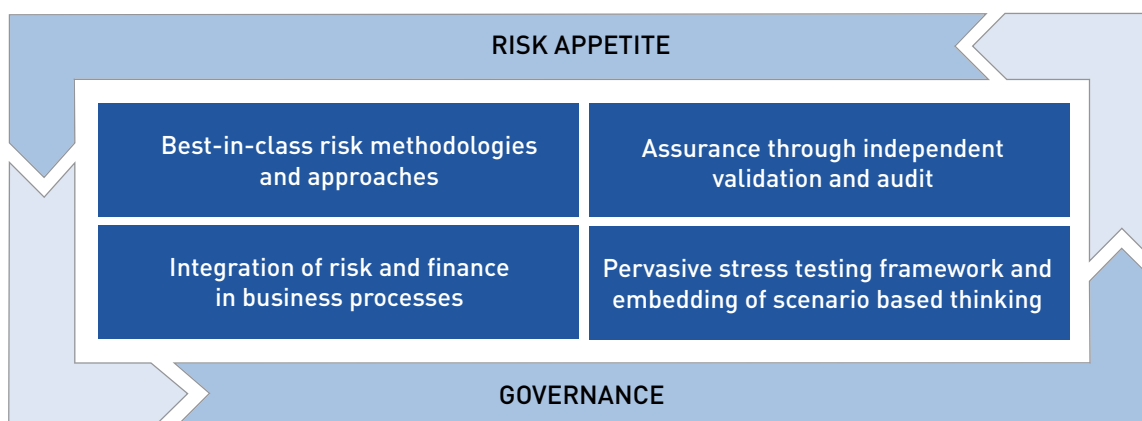 RISK APPETITE
Best-in-class risk methodologies
and approaches
Assurance through independent
validation and audit
Integration of risk and finance
in business processes
Pervasive stress testing framework and
embedding of scenario based thinking
GOVERNANCE